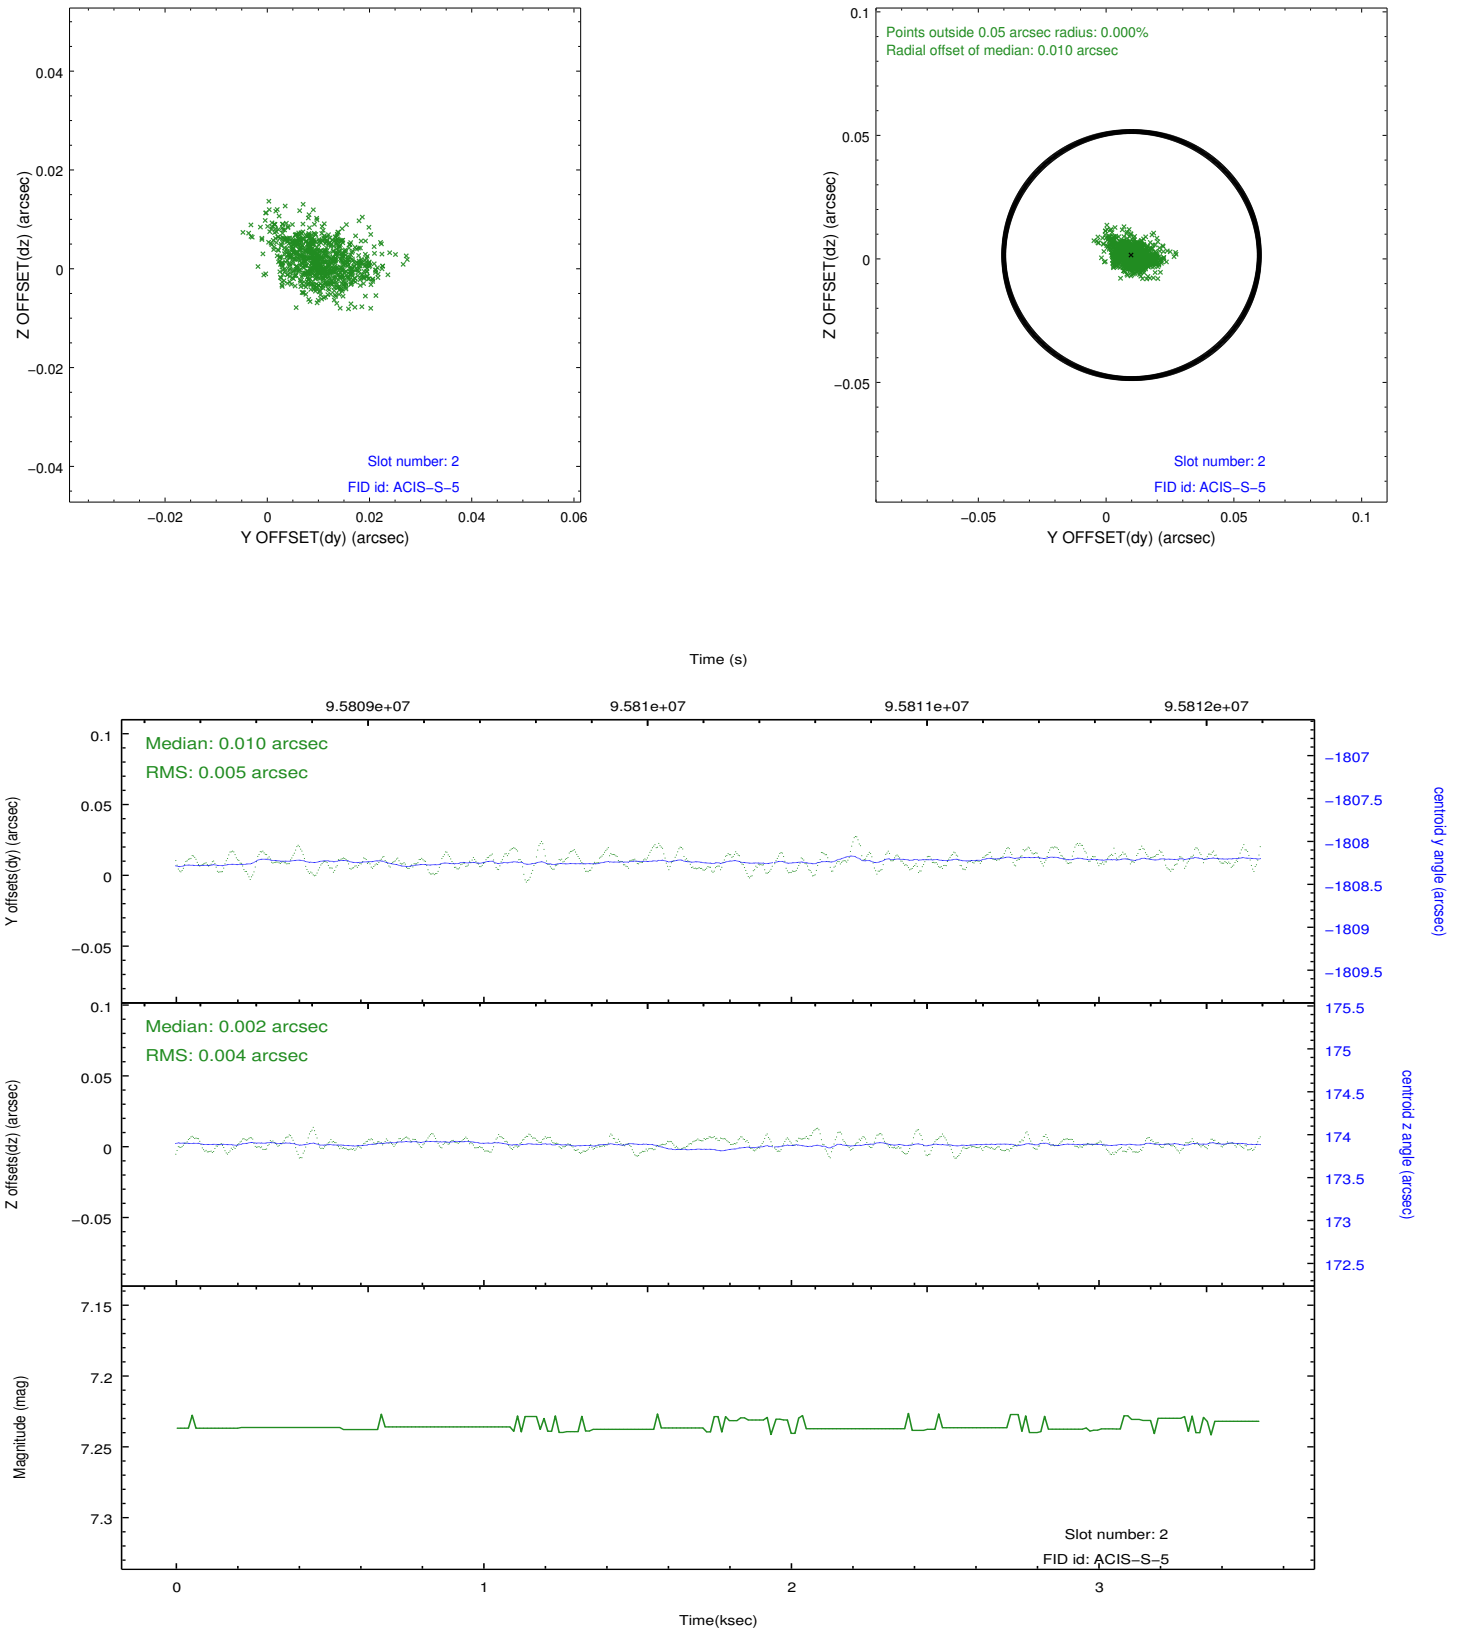 0.04
0.02
0
−0.02
−0.04
Z OFFSET(dz) (arcsec)
Slot number: 2
FID id: ACIS−S−5
−0.02 0 0.02 0.04 0.06
Y OFFSET(dy) (arcsec)
0.1
0.05
0
−0.05
Z OFFSET(dz) (arcsec)
Points outside 0.05 arcsec radius: 0.000%
Radial offset of median: 0.010 arcsec
Slot number: 2
FID id: ACIS−S−5
−0.05 0 0.05 0.1
Y OFFSET(dy) (arcsec)
Time (s)
9.5809e+07 9.581e+07 9.5811e+07 9.5812e+07
0.1
0.05
0
−0.05
Y offsets(dy) (arcsec)
Median: 0.010 arcsec
RMS: 0.005 arcsec
−1807
−1807.5
−1808
−1808.5
−1809
−1809.5
centroid y angle (arcsec)
0.1
0.05
0
−0.05
Z offsets(dz) (arcsec)
Median: 0.002 arcsec
RMS: 0.004 arcsec
175.5
175
174.5
174
173.5
173
172.5
centroid z angle (arcsec)
7.15
7.2
7.25
7.3
Magnitude (mag)
Slot number: 2
FID id: ACIS−S−5
0 1 2 3
Time(ksec)